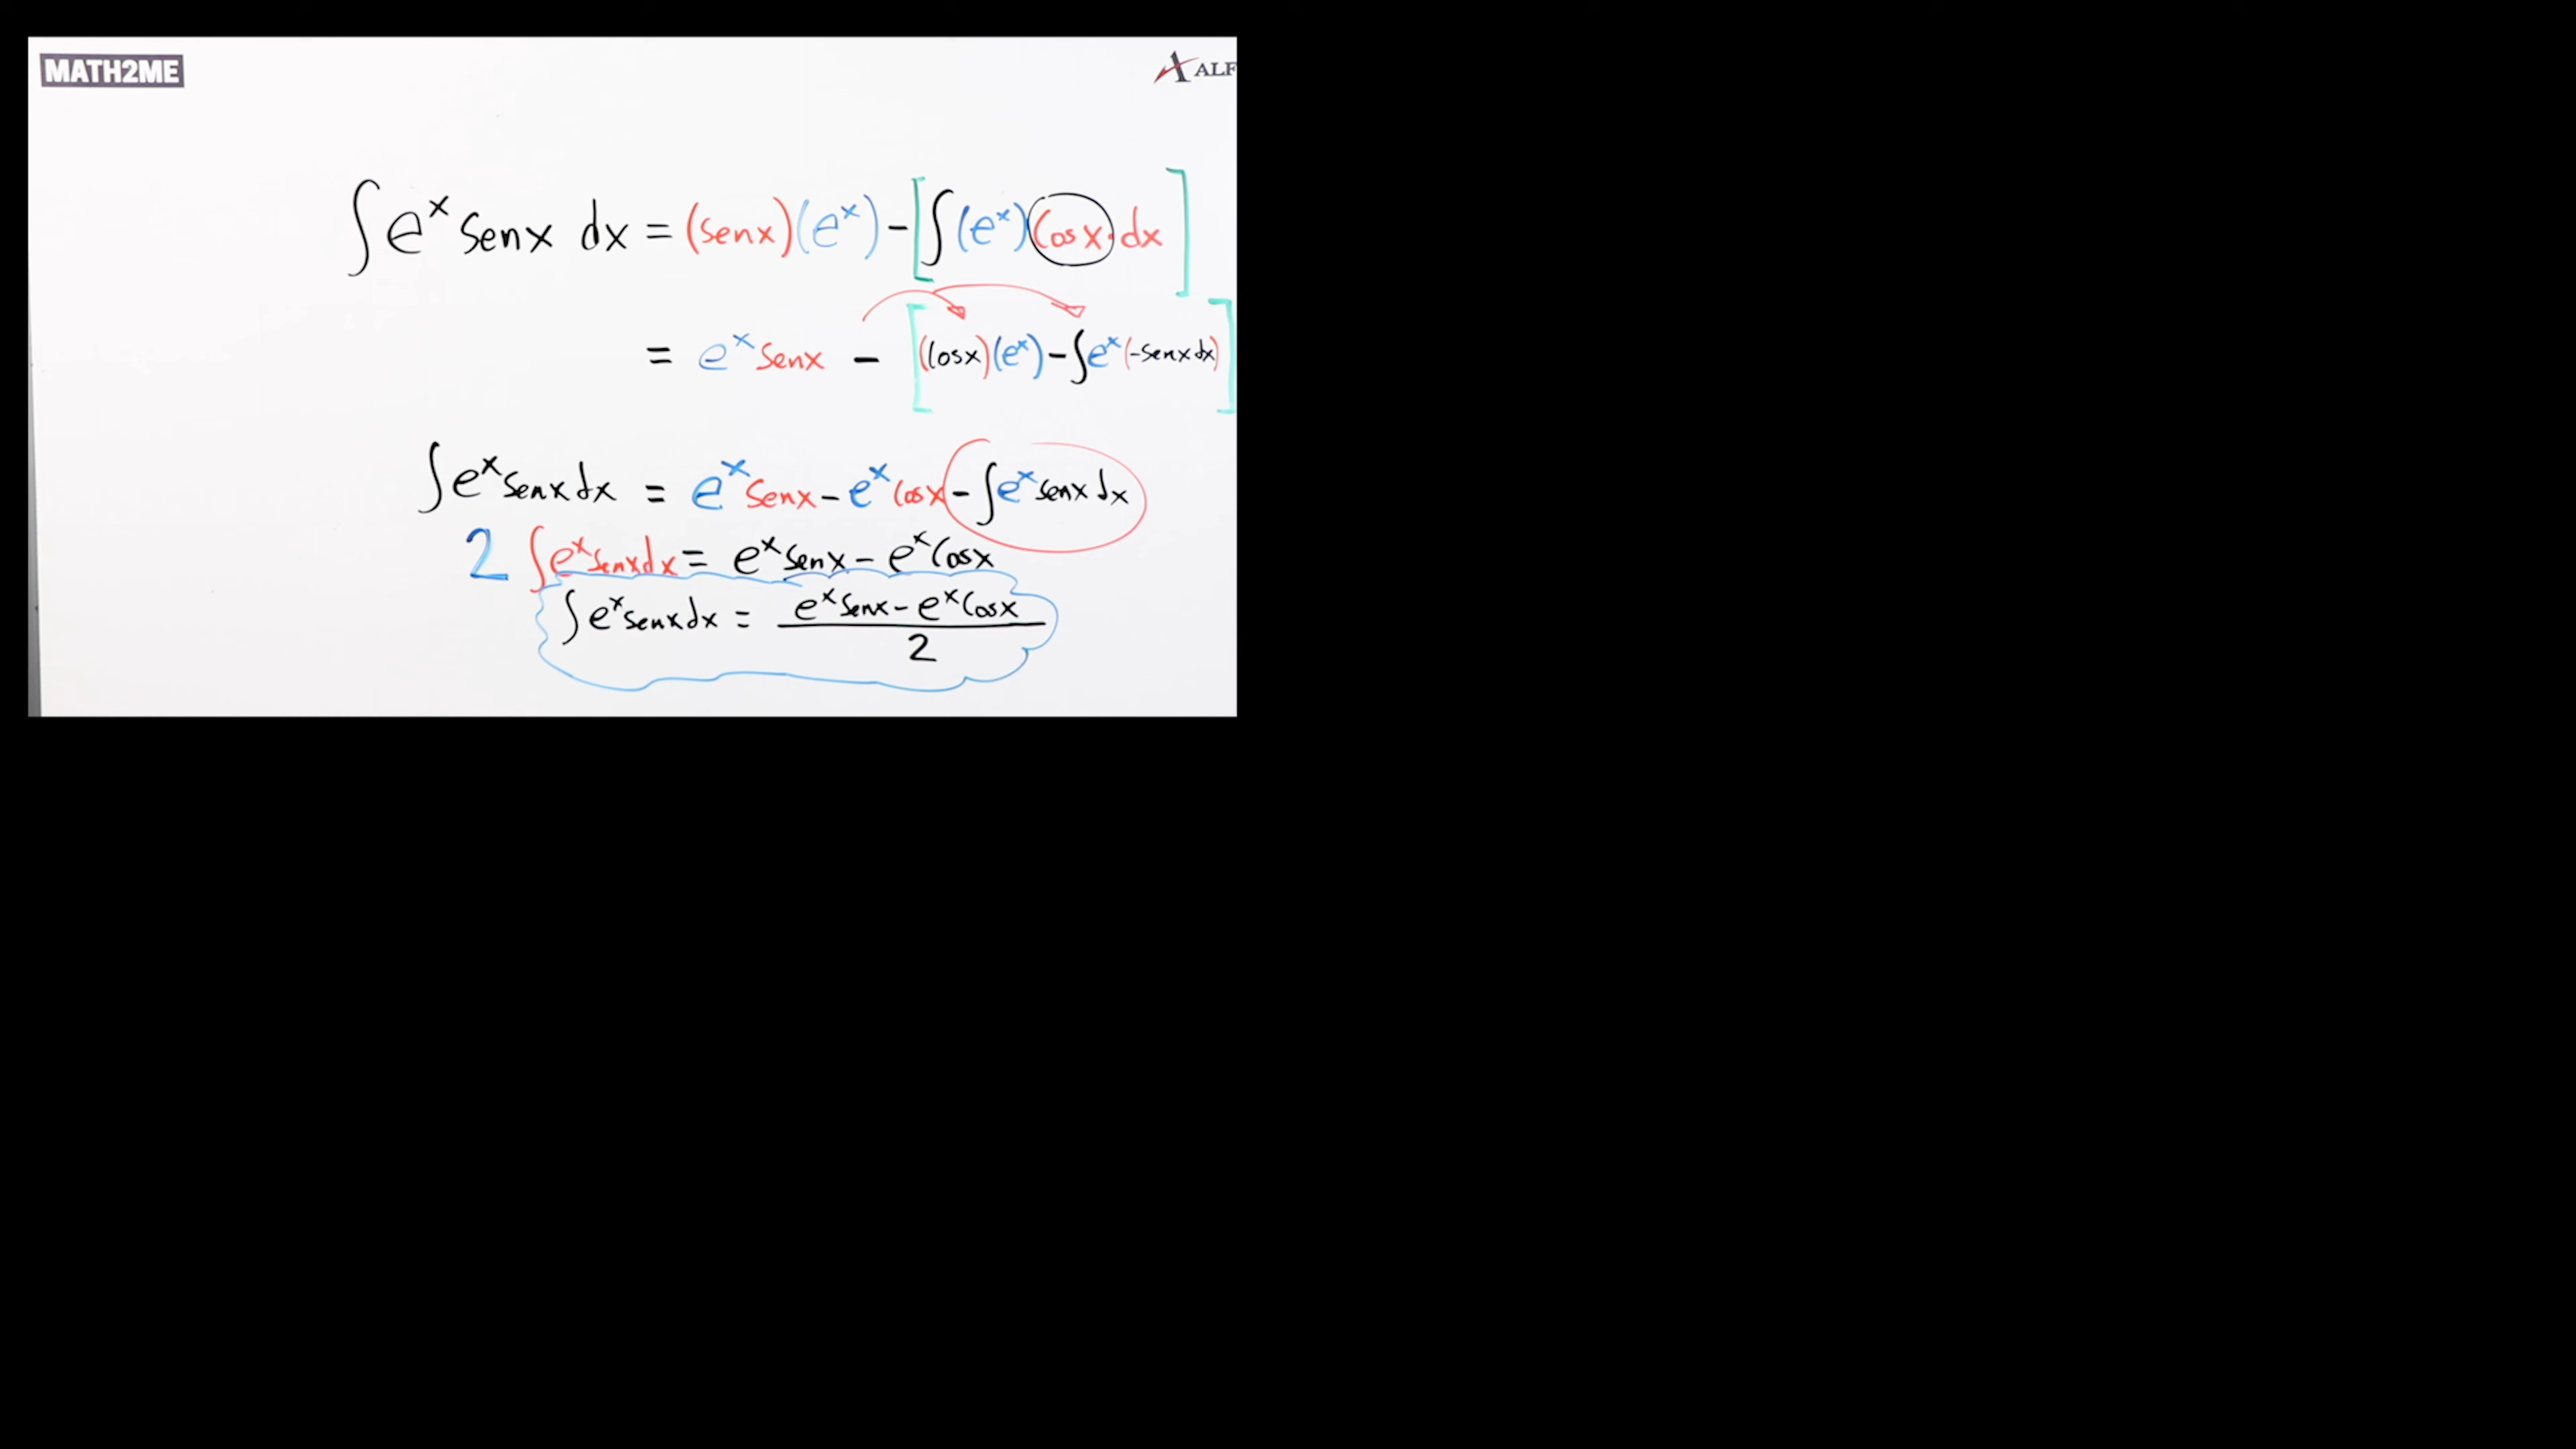 MATH2ME
ALF
∫ e^x senx dx = (senx)(e^x) - [∫(e^x) cosx · dx]
= e^x senx - [(cosx)(e^x) - ∫e^x (-senx dx)]
∫e^x senx dx = e^x senx - e^x cosx - ∫e^x senx dx
2 ∫e^x senx dx = e^x senx - e^x cosx
∫e^x senx dx = e^x senx - e^x cosx / 2